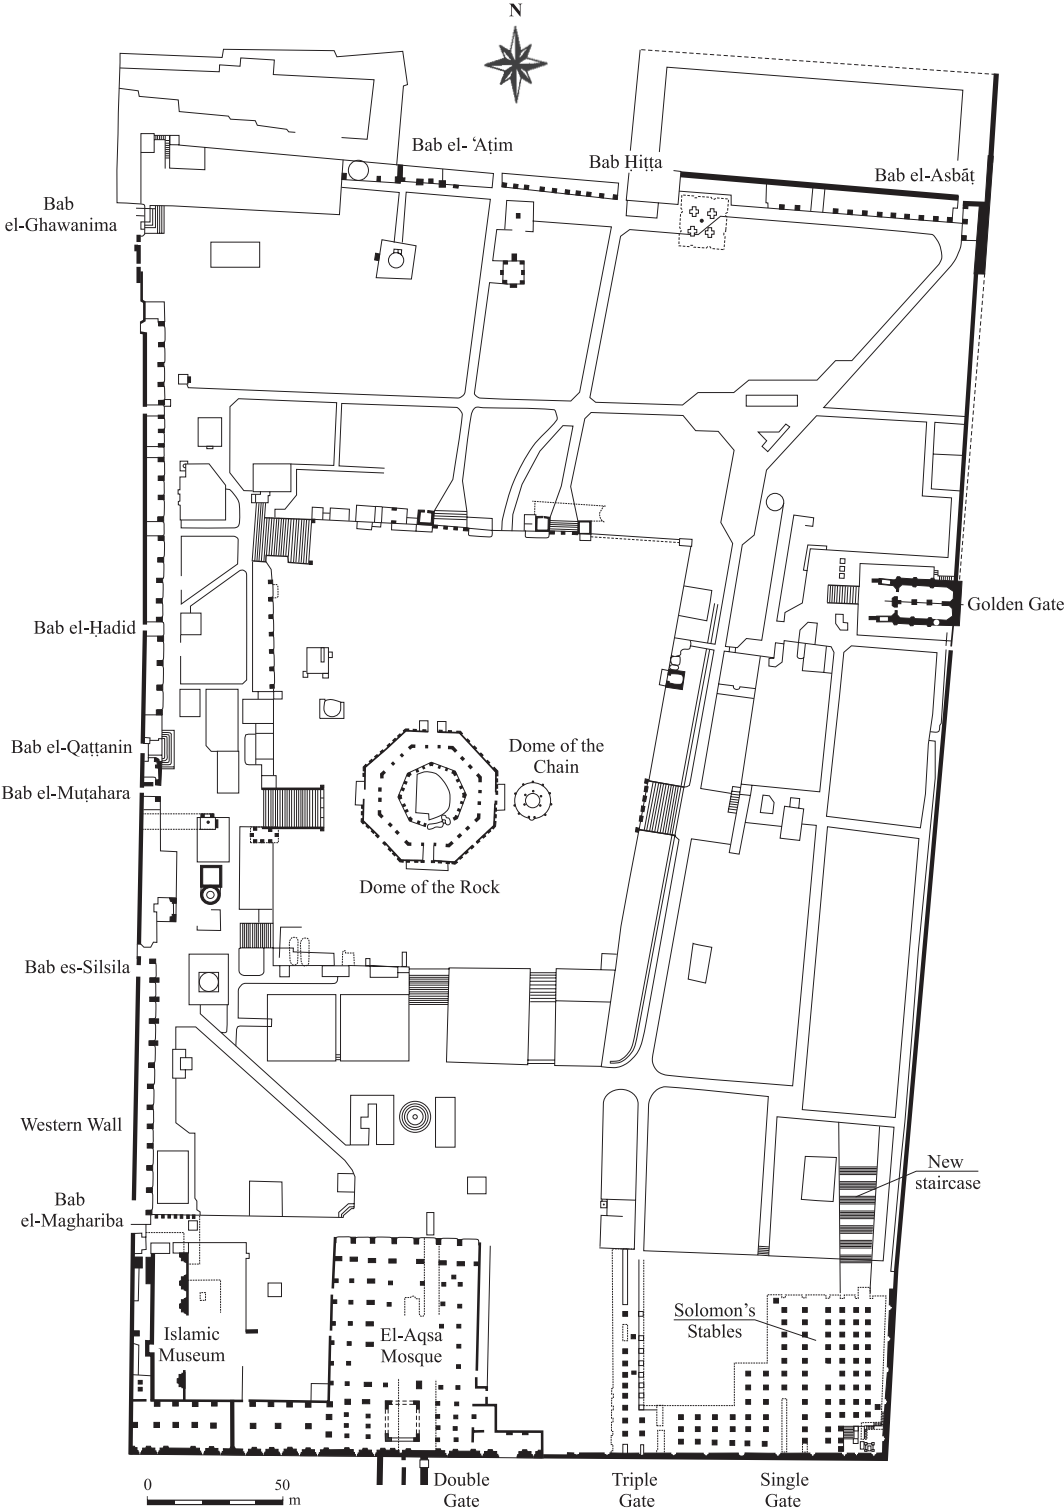 N
Bab el-ʻAṭim
Bab Ḥiṭṭa
Bab el-Asbāṭ
Bab
el-Ghawanima
Golden Gate
Bab el-Ḥadid
Bab el-Qaṭṭanin
Dome of the
Chain
Bab el-Muṭahara
Dome of the Rock
Bab es-Silsila
Western Wall
New
staircase
Bab
el-Maghariba
Solomon's
Stables
Islamic
Museum
El-Aqsa
Mosque
0 50
m
Double
Gate
Triple
Gate
Single
Gate